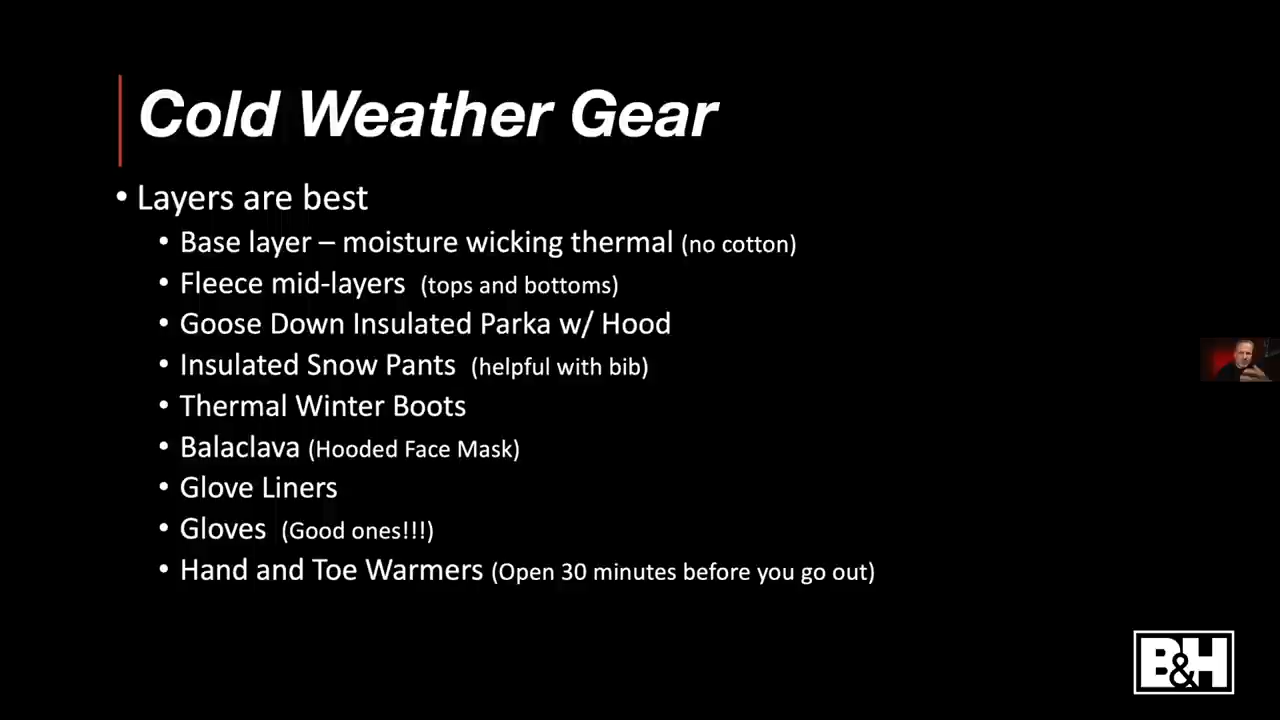 Cold Weather Gear
• Layers are best
• Base layer – moisture wicking thermal (no cotton)
• Fleece mid-layers (tops and bottoms)
• Goose Down Insulated Parka w/ Hood
• Insulated Snow Pants (helpful with bib)
• Thermal Winter Boots
• Balaclava (Hooded Face Mask)
• Glove Liners
• Gloves (Good ones!!!)
• Hand and Toe Warmers (Open 30 minutes before you go out)
B&H